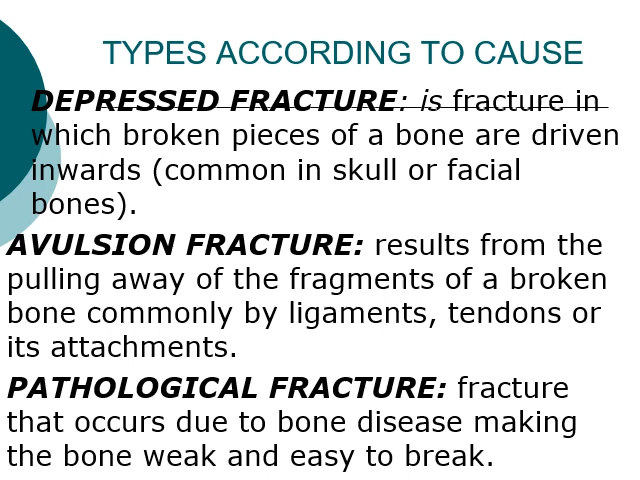 TYPES ACCORDING TO CAUSE
DEPRESSED FRACTURE: is fracture in
which broken pieces of a bone are driven
inwards (common in skull or facial
bones).
AVULSION FRACTURE: results from the
pulling away of the fragments of a broken
bone commonly by ligaments, tendons or
its attachments.
PATHOLOGICAL FRACTURE: fracture
that occurs due to bone disease making
the bone weak and easy to break.